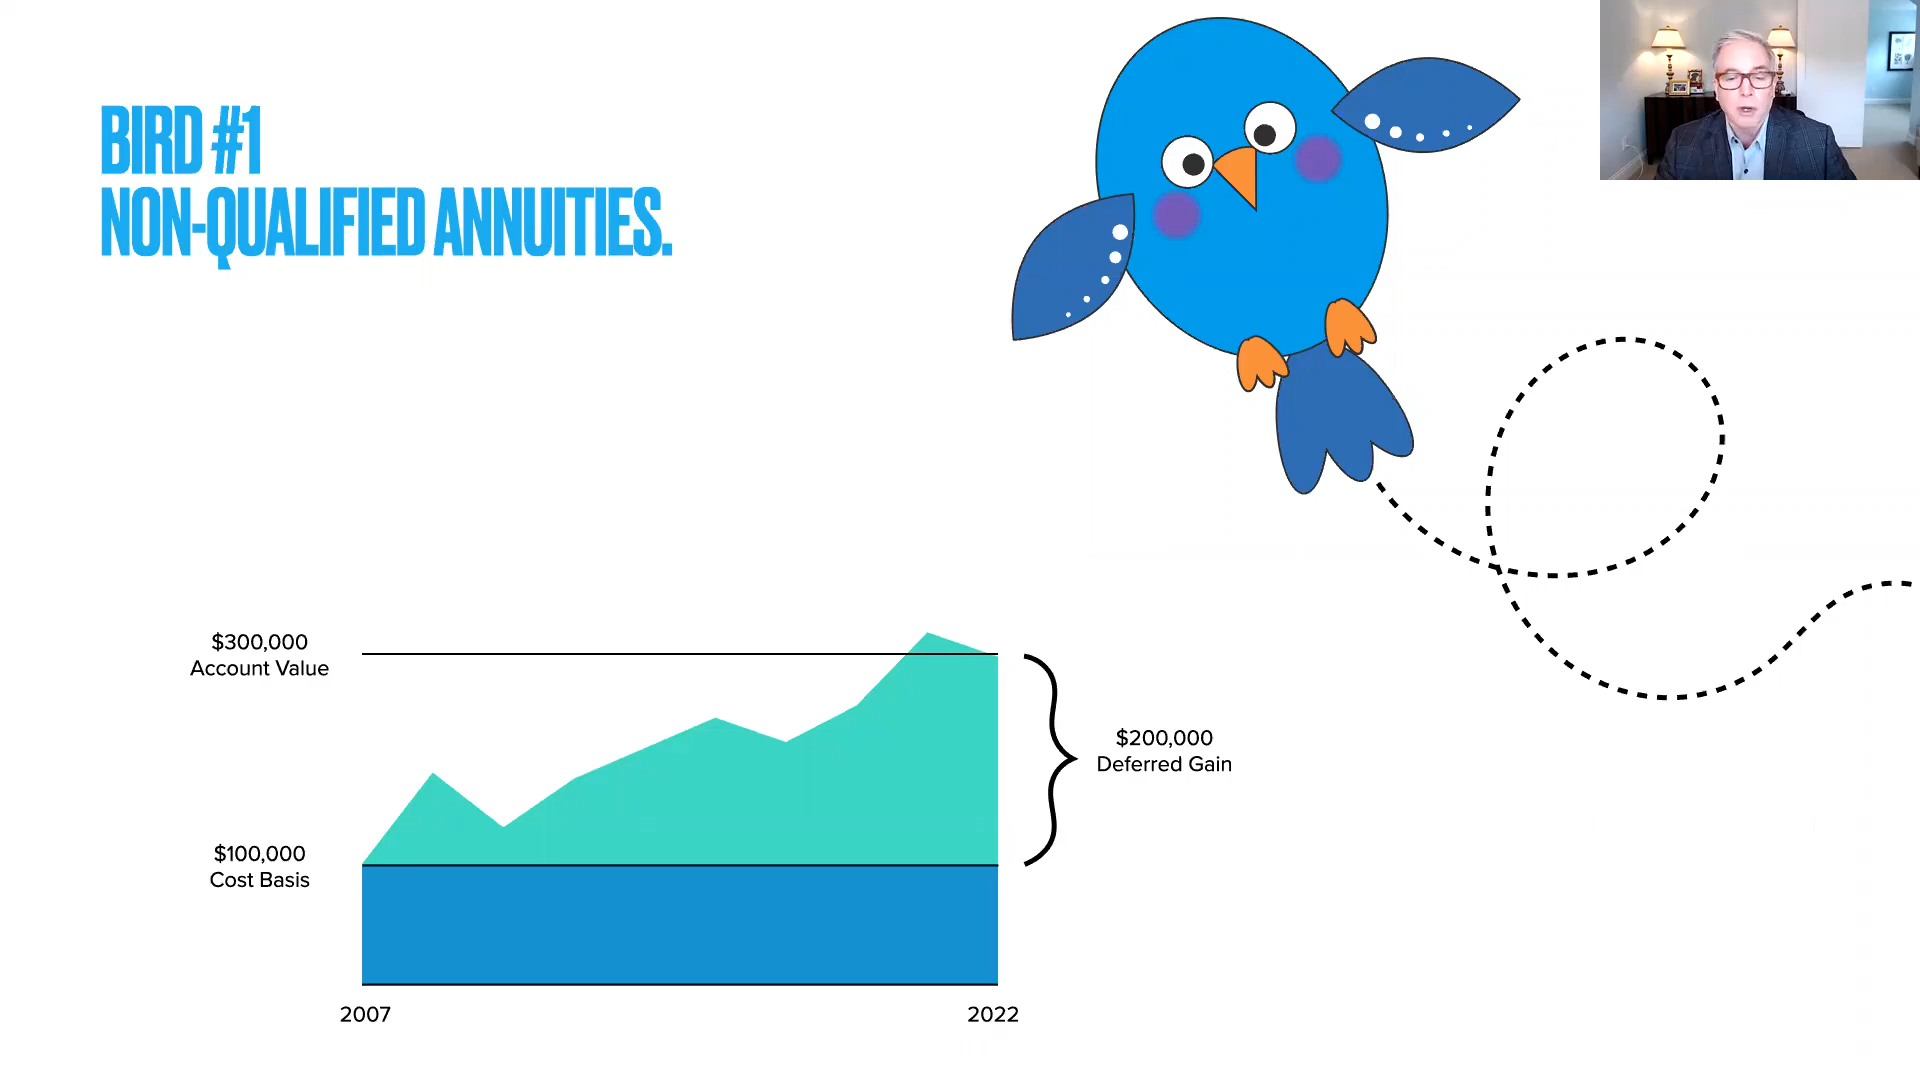 BIRD #1
NON-QUALIFIED ANNUITIES.
$300,000
Account Value
$200,000
Deferred Gain
$100,000
Cost Basis
2007
2022